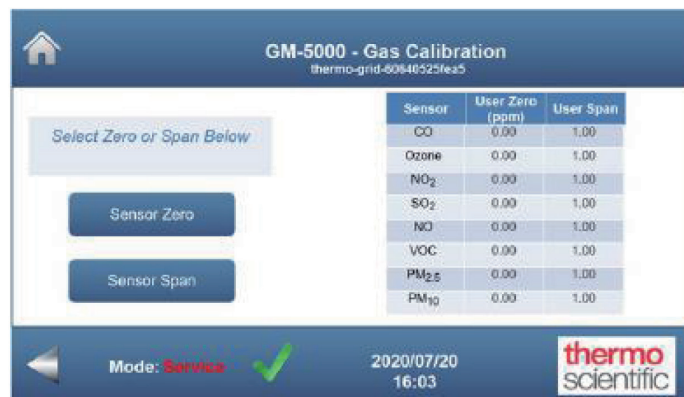 GM-5000 - Gas Calibration
thermo-grid-60640525fea5
Select Zero or Span Below
Sensor Zero
Sensor Span
Sensor User Zero (ppm) User Span
CO 0.00 1.00
Ozone 0.00 1.00
NO2 0.00 1.00
SO2 0.00 1.00
NO 0.00 1.00
VOC 0.00 1.00
PM2.5 0.00 1.00
PM10 0.00 1.00
Mode: Service
2020/07/20
16:03
thermo
scientific